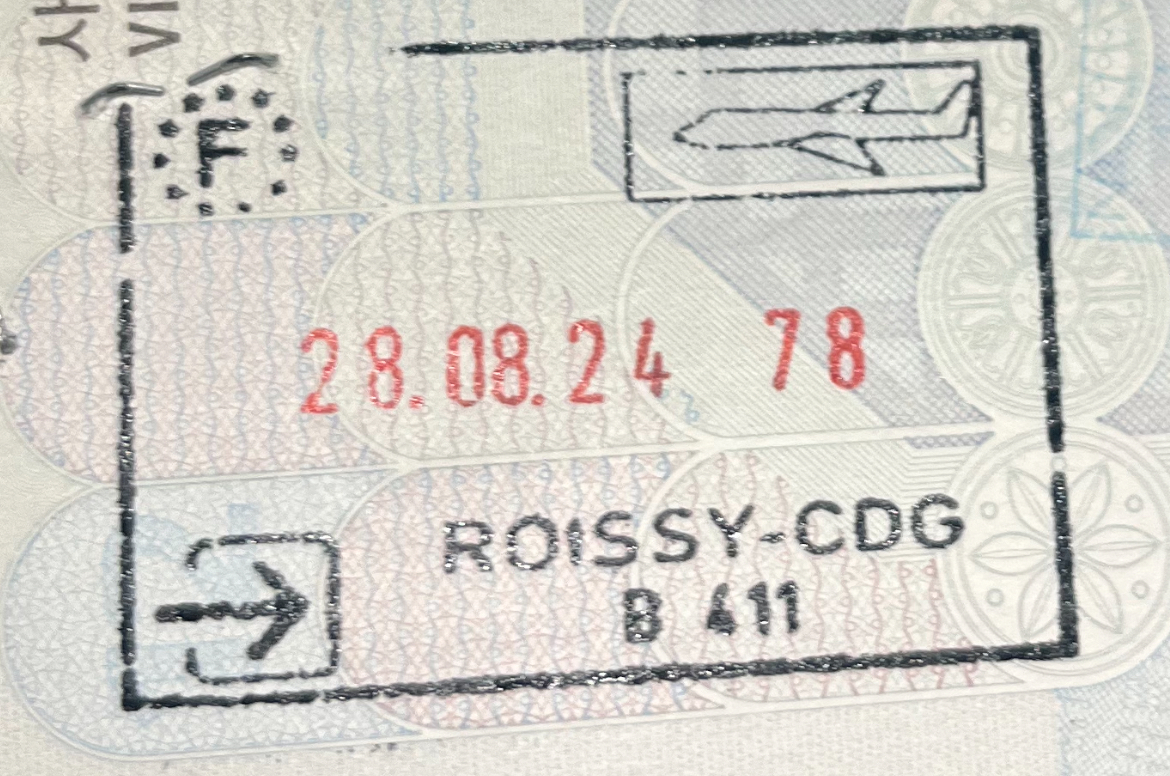 F
28.08.24 78
ROISSY-CDG
B 411